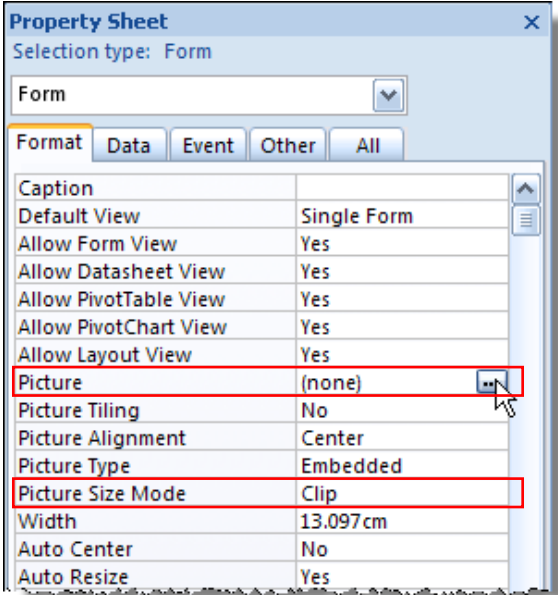 Property Sheet
Selection type: Form
Form
Format Data Event Other All
Caption
Default View Single Form
Allow Form View Yes
Allow Datasheet View Yes
Allow PivotTable View Yes
Allow PivotChart View Yes
Allow Layout View Yes
Picture (none) ...
Picture Tiling No
Picture Alignment Center
Picture Type Embedded
Picture Size Mode Clip
Width 13.097cm
Auto Center No
Auto Resize Yes